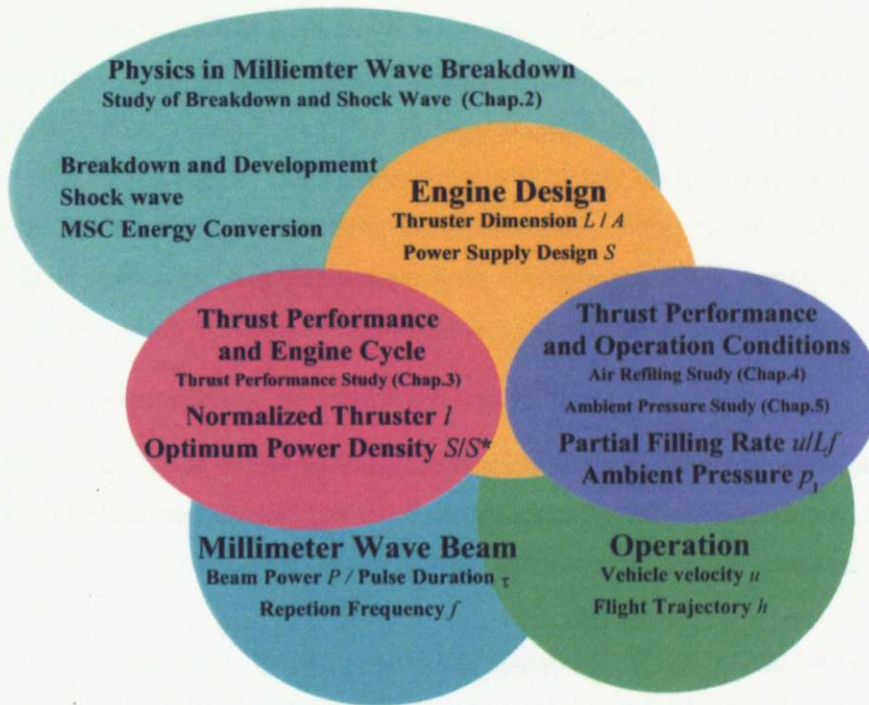 Physics in Milliemter Wave Breakdown
Study of Breakdown and Shock Wave (Chap.2)
Breakdown and Developemt
Shock wave
MSC Energy Conversion
Engine Design
Thruster Dimension L / A
Power Supply Design S
Thrust Performance
and Engine Cycle
Thrust Performance Study (Chap.3)
Normalized Thruster l
Optimum Power Density S/S*
Thrust Performance
and Operation Conditions
Air Refiling Study (Chap.4)
Ambient Pressure Study (Chap.5)
Partial Filling Rate u/Lf
Ambient Pressure p₁
Millimeter Wave Beam
Beam Power P / Pulse Duration τ
Repetion Frequency f
Operation
Vehicle velocity u
Flight Trajectory h